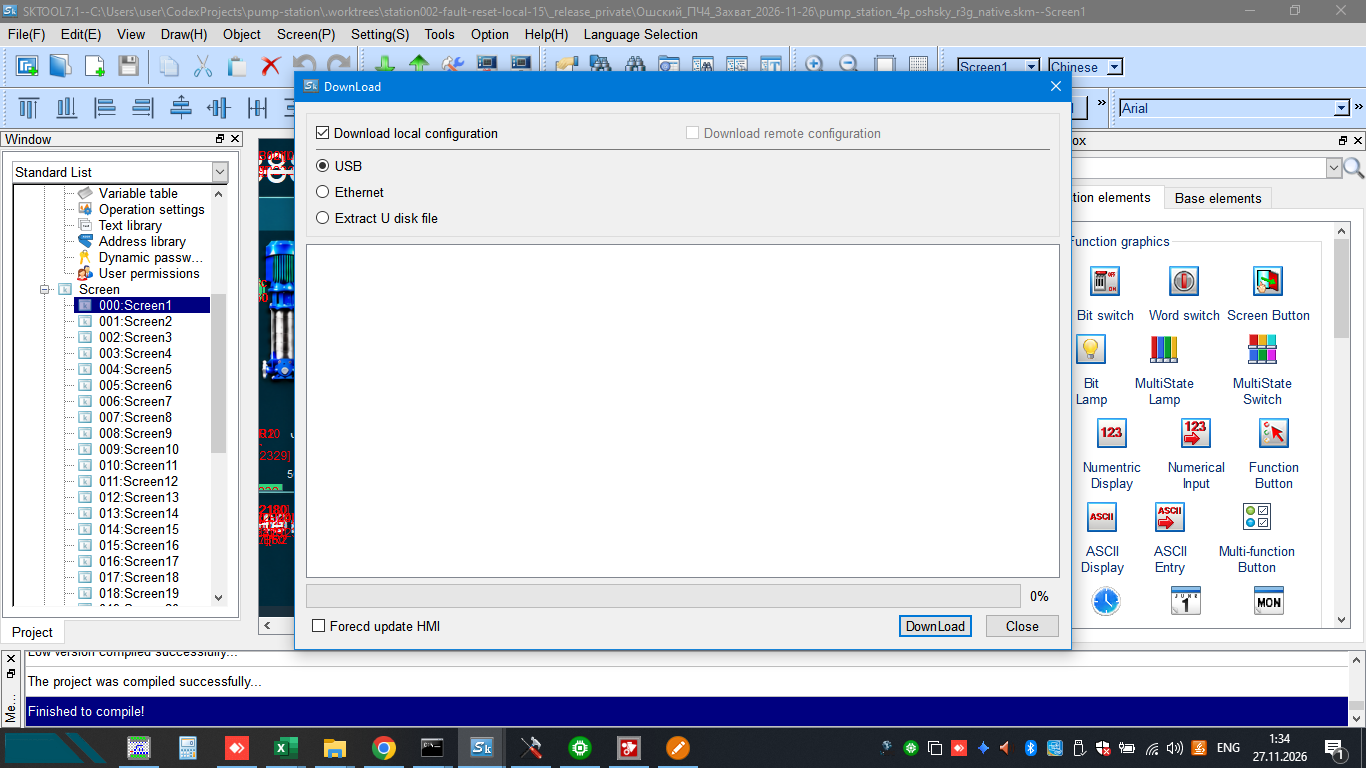 SKTOOL7.1--C:\Users\user\CodexProjects\pump-station\.worktrees\station002-fault-reset-local-15\_release_private\Ошский_ПЧ4_Захват_2026-11-26\pump_station_4p_oshsky_r3g_native.skm--Screen1
File(F) Edit(E) View Draw(H) Object Screen(P) Setting(S) Tools Option Help(H) Language Selection
Screen1 Chinese
Arial
Window
Standard List
Variable table
Operation settings
Text library
Address library
Dynamic passw...
User permissions
Screen
000:Screen1
001:Screen2
002:Screen3
003:Screen4
004:Screen5
005:Screen6
006:Screen7
007:Screen8
008:Screen9
009:Screen10
010:Screen11
011:Screen12
012:Screen13
013:Screen14
014:Screen15
015:Screen16
016:Screen17
017:Screen18
018:Screen19
Project
DownLoad
Download local configuration
Download remote configuration
USB
Ethernet
Extract U disk file
0%
Forecd update HMI
DownLoad
Close
ox
tion elements
Base elements
Function graphics
Bit switch
Word switch
Screen Button
Bit Lamp
MultiState Lamp
MultiState Switch
Numentric Display
Numerical Input
Function Button
ASCII Display
ASCII Entry
Multi-function Button
Low version compiled successfully...
The project was compiled successfully...
Finished to compile!
Me...
ENG
1:34
27.11.2026
1